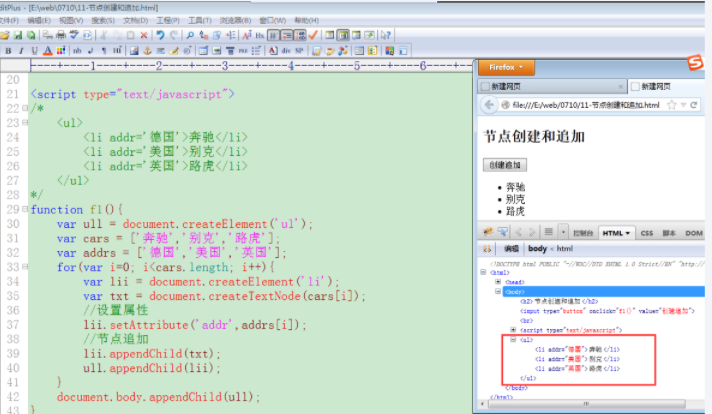 ditPlus - [E:\web\0710\11-节点创建和追加.html]
文件(F) 编辑(E) 视图(V) 搜索(S) 文档(D) 工程(P) 工具(T) 浏览器(B) 窗口(W) 帮助(H)
----+----1----+----2----+----3----+----4----+----5----+----6----+-
20
21 <script type="text/javascript">
22 /*
23 <ul>
24 <li addr='德国'>奔驰</li>
25 <li addr='美国'>别克</li>
26 <li addr='英国'>路虎</li>
27 </ul>
28 */
29 function f1(){
30 var ull = document.createElement('ul');
31 var cars = ['奔驰','别克','路虎'];
32 var addrs = ['德国','美国','英国'];
33 for(var i=0; i<cars.length; i++){
34 var lii = document.createElement('li');
35 var txt = document.createTextNode(cars[i]);
36 //设置属性
37 lii.setAttribute('addr',addrs[i]);
38 //节点追加
39 lii.appendChild(txt);
40 ull.appendChild(lii);
41 }
42 document.body.appendChild(ull);
43 }
Firefox
新建网页 新建网页
file:///E:/web/0710/11-节点创建和追加.html
节点创建和追加
创建追加
奔驰
别克
路虎
控制台 HTML CSS 脚本 DOM
编辑 body < html
<!DOCTYPE html PUBLIC "-//W3C//DTD XHTML 1.0 Strict//EN" "http:/
<html>
<head>
<body>
<h2>节点创建和追加</h2>
<input type="button" onclick="f1()" value="创建追加">
<hr>
<script type="text/javascript">
<ul>
<li addr="德国">奔驰</li>
<li addr="美国">别克</li>
<li addr="英国">路虎</li>
</ul>
</body>
</html>